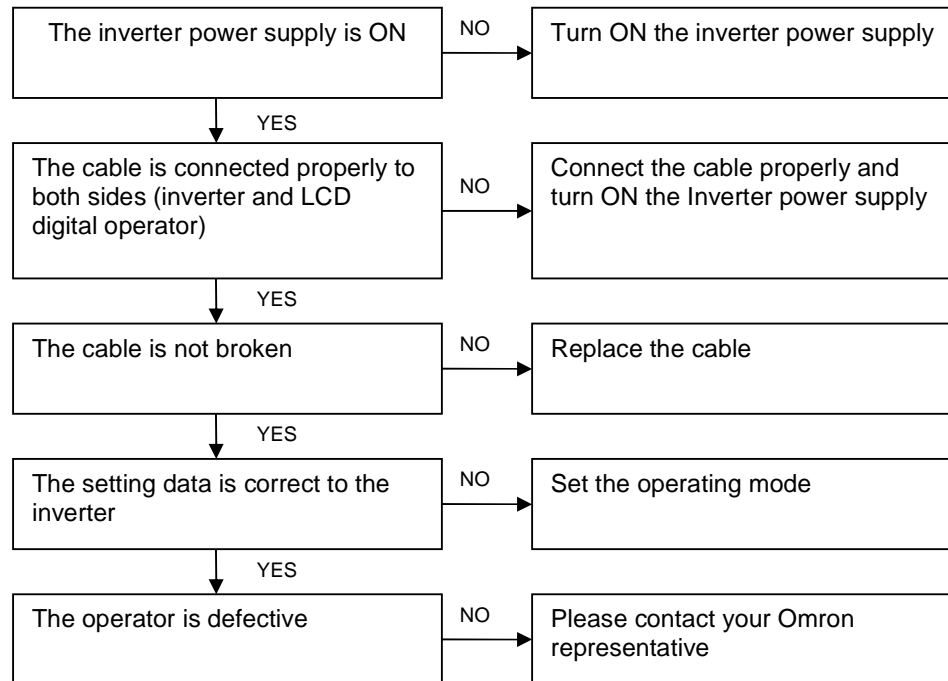 The inverter power supply is ON
NO
Turn ON the inverter power supply
YES
The cable is connected properly to
both sides (inverter and LCD
digital operator)
NO
Connect the cable properly and
turn ON the Inverter power supply
YES
The cable is not broken
NO
Replace the cable
YES
The setting data is correct to the
inverter
NO
Set the operating mode
YES
The operator is defective
NO
Please contact your Omron
representative